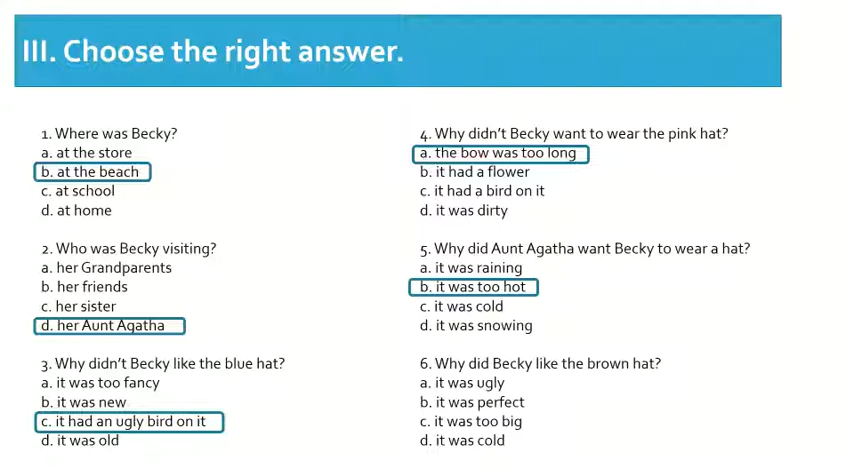 III. Choose the right answer.
1. Where was Becky?
a. at the store
b. at the beach
c. at school
d. at home
2. Who was Becky visiting?
a. her Grandparents
b. her friends
c. her sister
d. her Aunt Agatha
3. Why didn't Becky like the blue hat?
a. it was too fancy
b. it was new
c. it had an ugly bird on it
d. it was old
4. Why didn't Becky want to wear the pink hat?
a. the bow was too long
b. it had a flower
c. it had a bird on it
d. it was dirty
5. Why did Aunt Agatha want Becky to wear a hat?
a. it was raining
b. it was too hot
c. it was cold
d. it was snowing
6. Why did Becky like the brown hat?
a. it was ugly
b. it was perfect
c. it was too big
d. it was cold